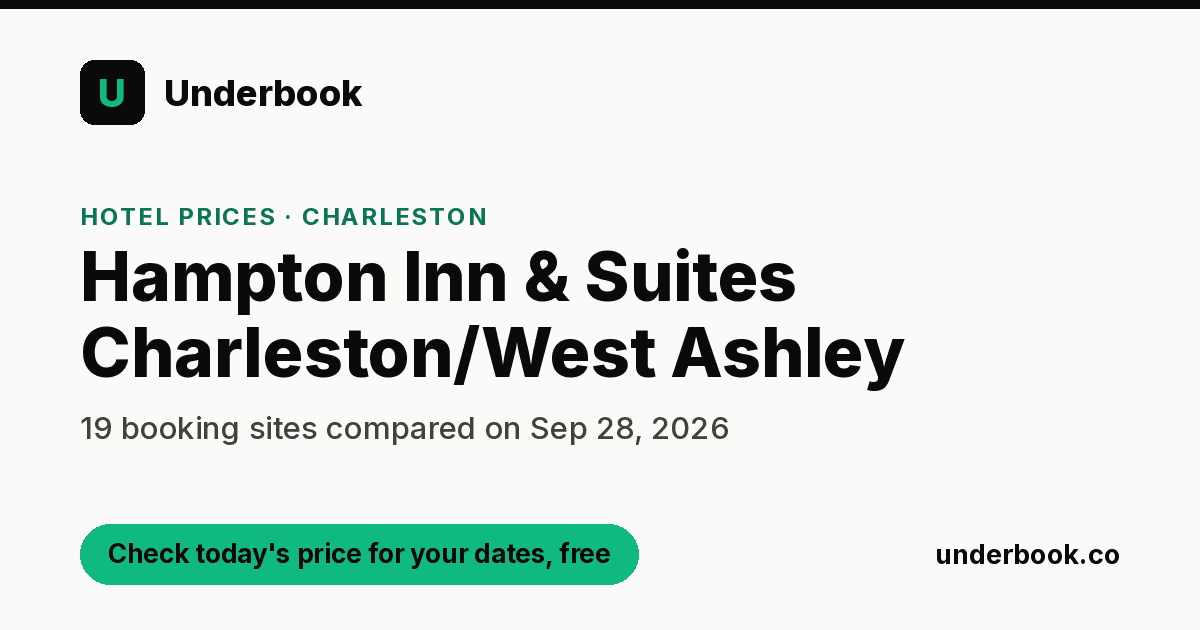 U Underbook
HOTEL PRICES · CHARLESTON
Hampton Inn & Suites
Charleston/West Ashley
19 booking sites compared on Sep 28, 2026
Check today's price for your dates, free
underbook.co